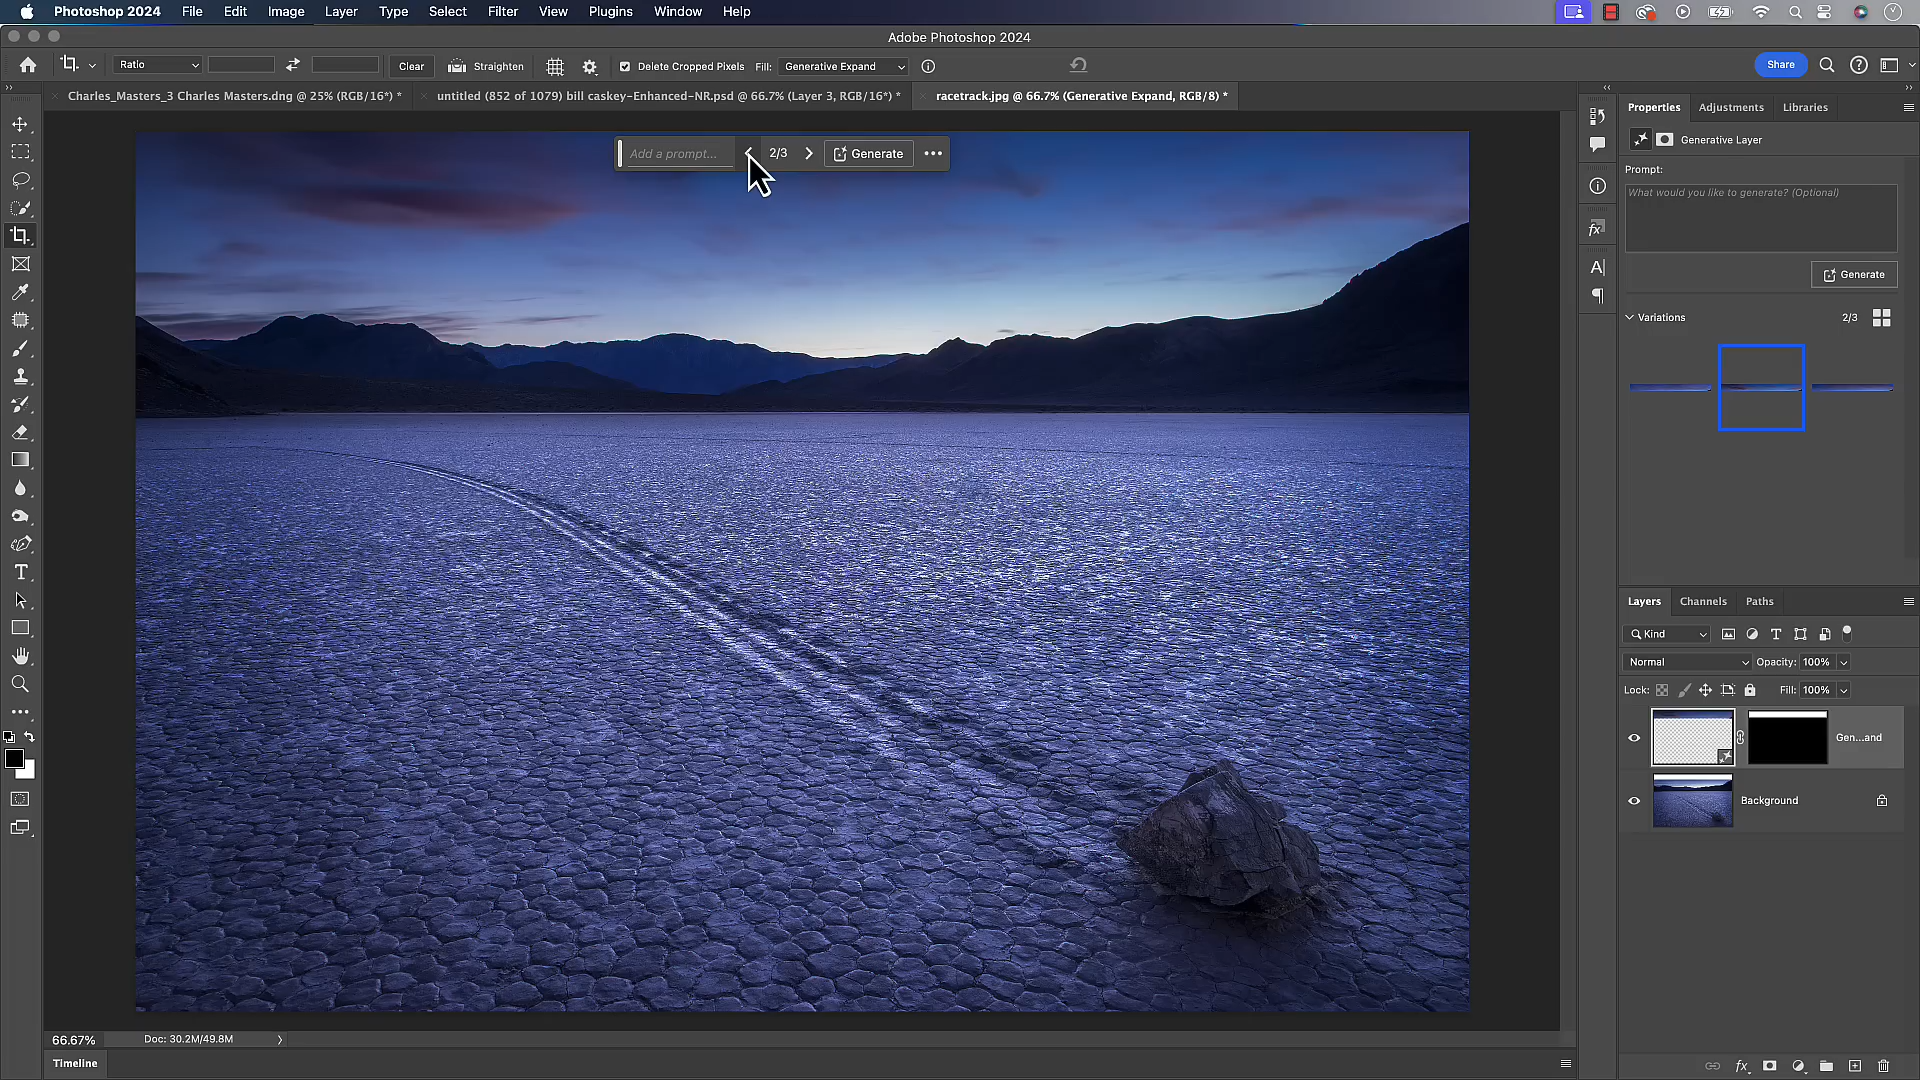 Photoshop 2024 File Edit Image Layer Type Select Filter View Plugins Window Help
Adobe Photoshop 2024
Ratio Clear Straighten Delete Cropped Pixels Fill: Generative Expand Share
Charles_Masters_3 Charles Masters.dng @ 25% (RGB/16*) * untitled (852 of 1079) bill caskey-Enhanced-NR.psd @ 66.7% (Layer 3, RGB/16*) * racetrack.jpg @ 66.7% (Generative Expand, RGB/8) *
Properties Adjustments Libraries
Generative Layer
Add a prompt... 2/3 Generate
Prompt:
What would you like to generate? (Optional)
Generate
Variations 2/3
Layers Channels Paths
Kind
Normal Opacity: 100%
Lock: Fill: 100%
Gen...and
Background
66.67% Doc: 30.2M/49.8M
Timeline